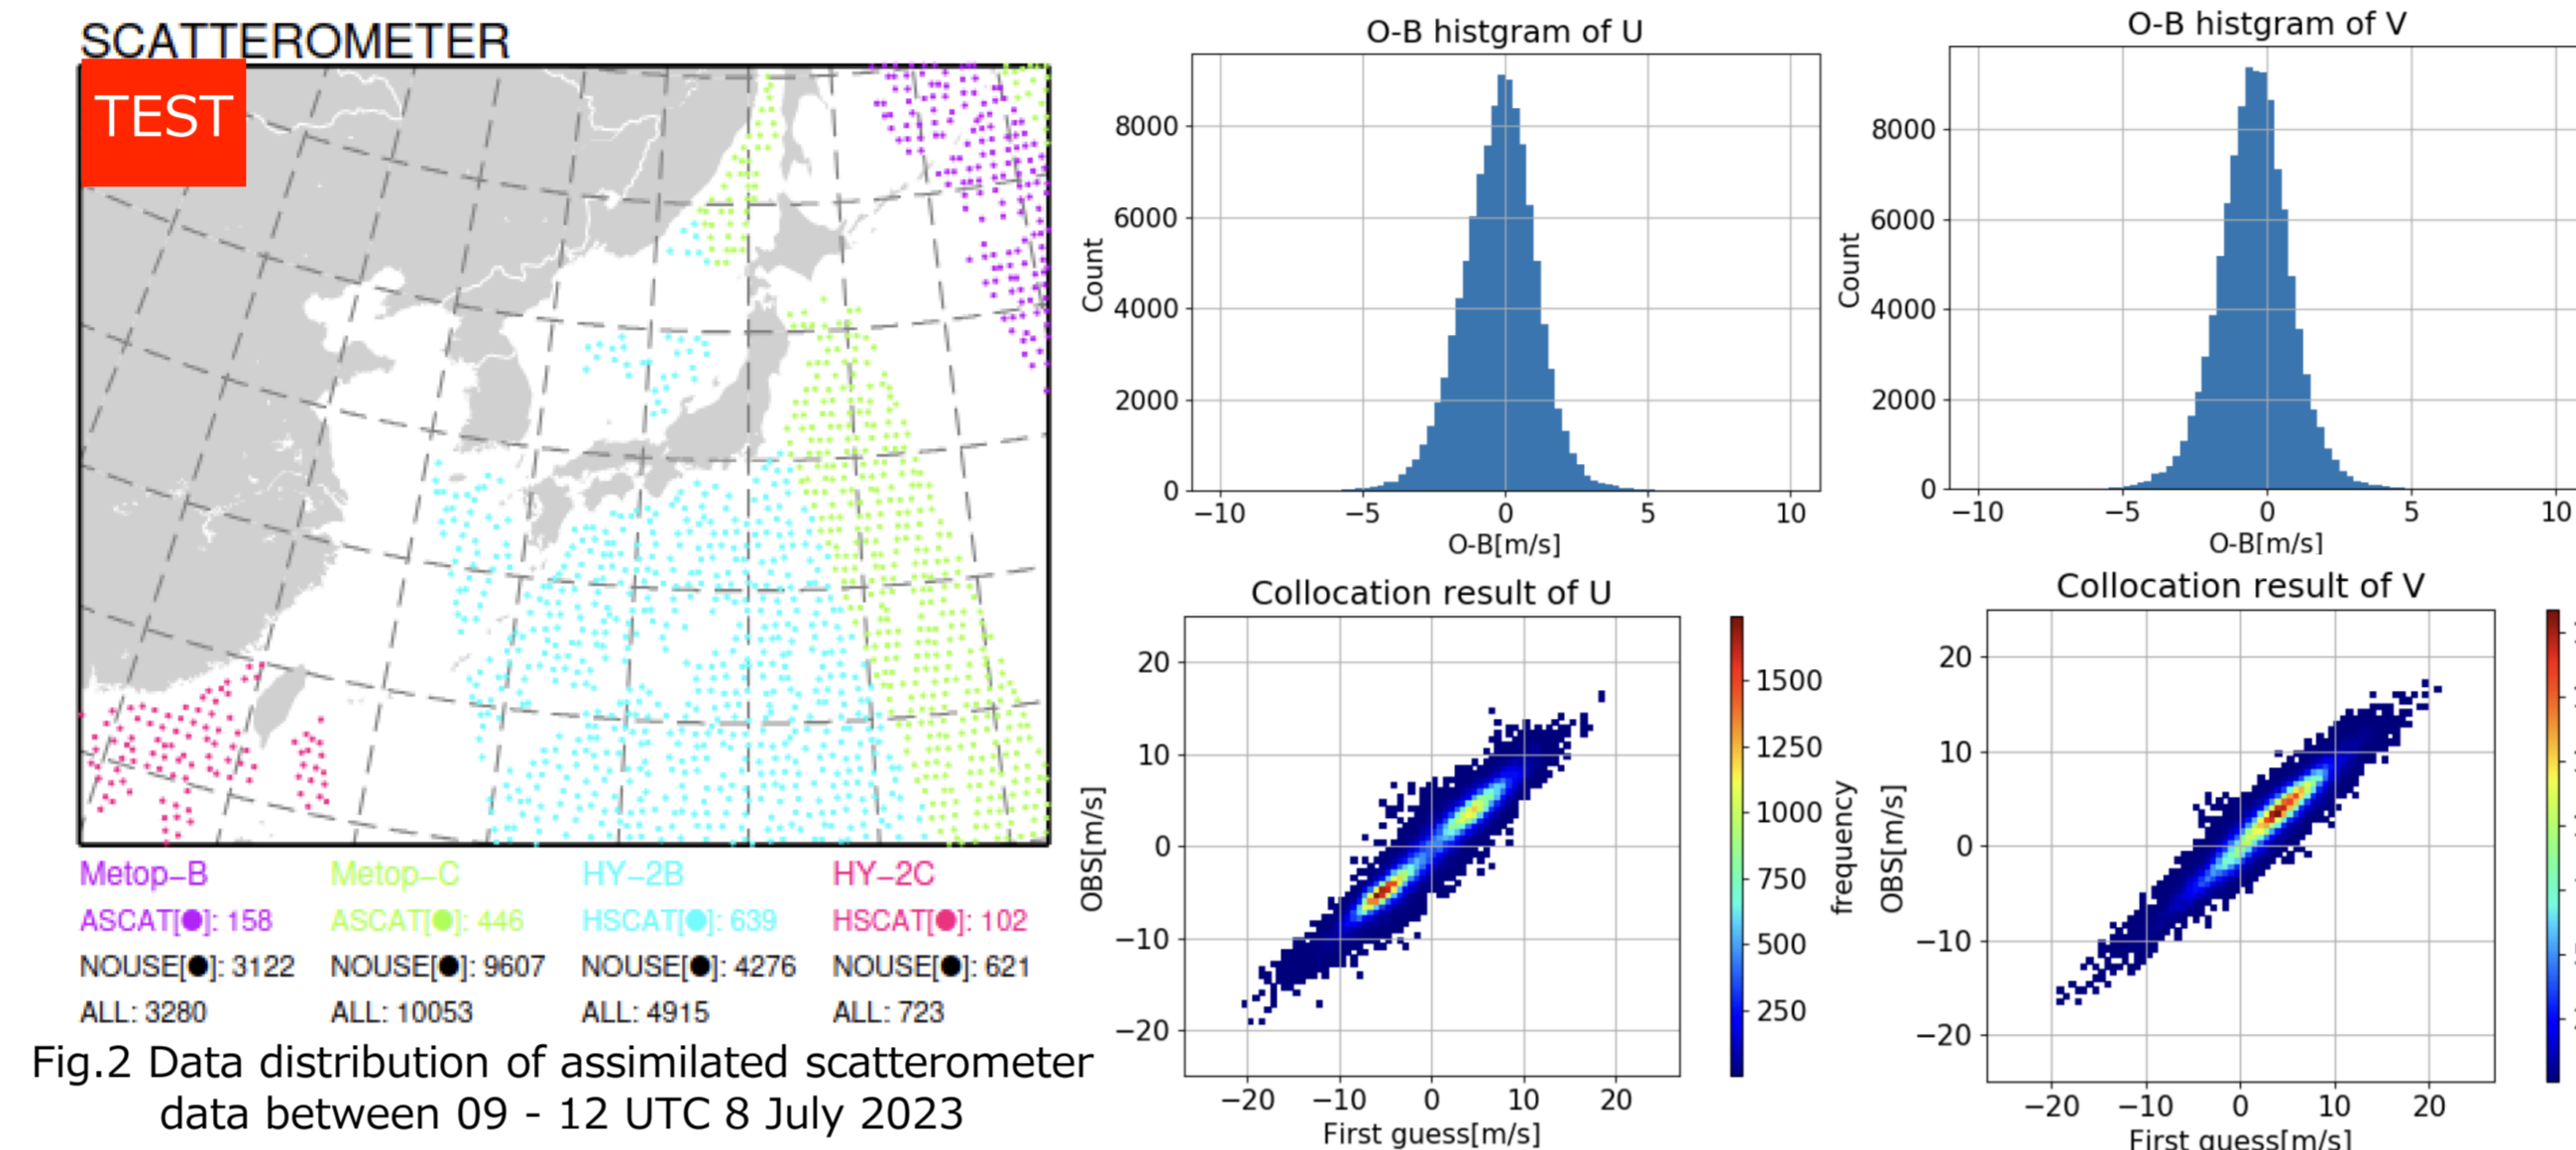 SCATTEROMETER
TEST
Metop–B Metop–C HY–2B HY–2C
ASCAT[●]: 158 ASCAT[●]: 446 HSCAT[●]: 639 HSCAT[●]: 102
NOUSE[●]: 3122 NOUSE[●]: 9607 NOUSE[●]: 4276 NOUSE[●]: 621
ALL: 3280 ALL: 10053 ALL: 4915 ALL: 723
Fig.2 Data distribution of assimilated scatterometer
data between 09 - 12 UTC 8 July 2023
O-B histgram of U
Count
8000
6000
4000
2000
0
−10 −5 0 5 10
O-B[m/s]
O-B histgram of V
Count
8000
6000
4000
2000
0
−10 −5 0 5 10
O-B[m/s]
Collocation result of U
OBS[m/s]
20
10
0
−10
−20
−20 −10 0 10 20
First guess[m/s]
1500
1250
1000
750
500
250
frequency
Collocation result of V
OBS[m/s]
20
10
0
−10
−20
−20 −10 0 10 20
First guess[m/s]